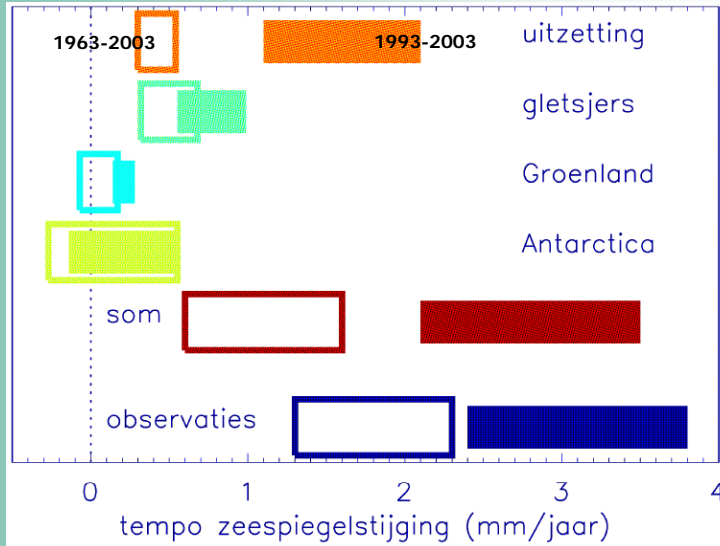 1963-2003 1993-2003 uitzetting
gletsjers
Groenland
Antarctica
som
observaties
0 1 2 3 4
tempo zeespiegelstijging (mm/jaar)